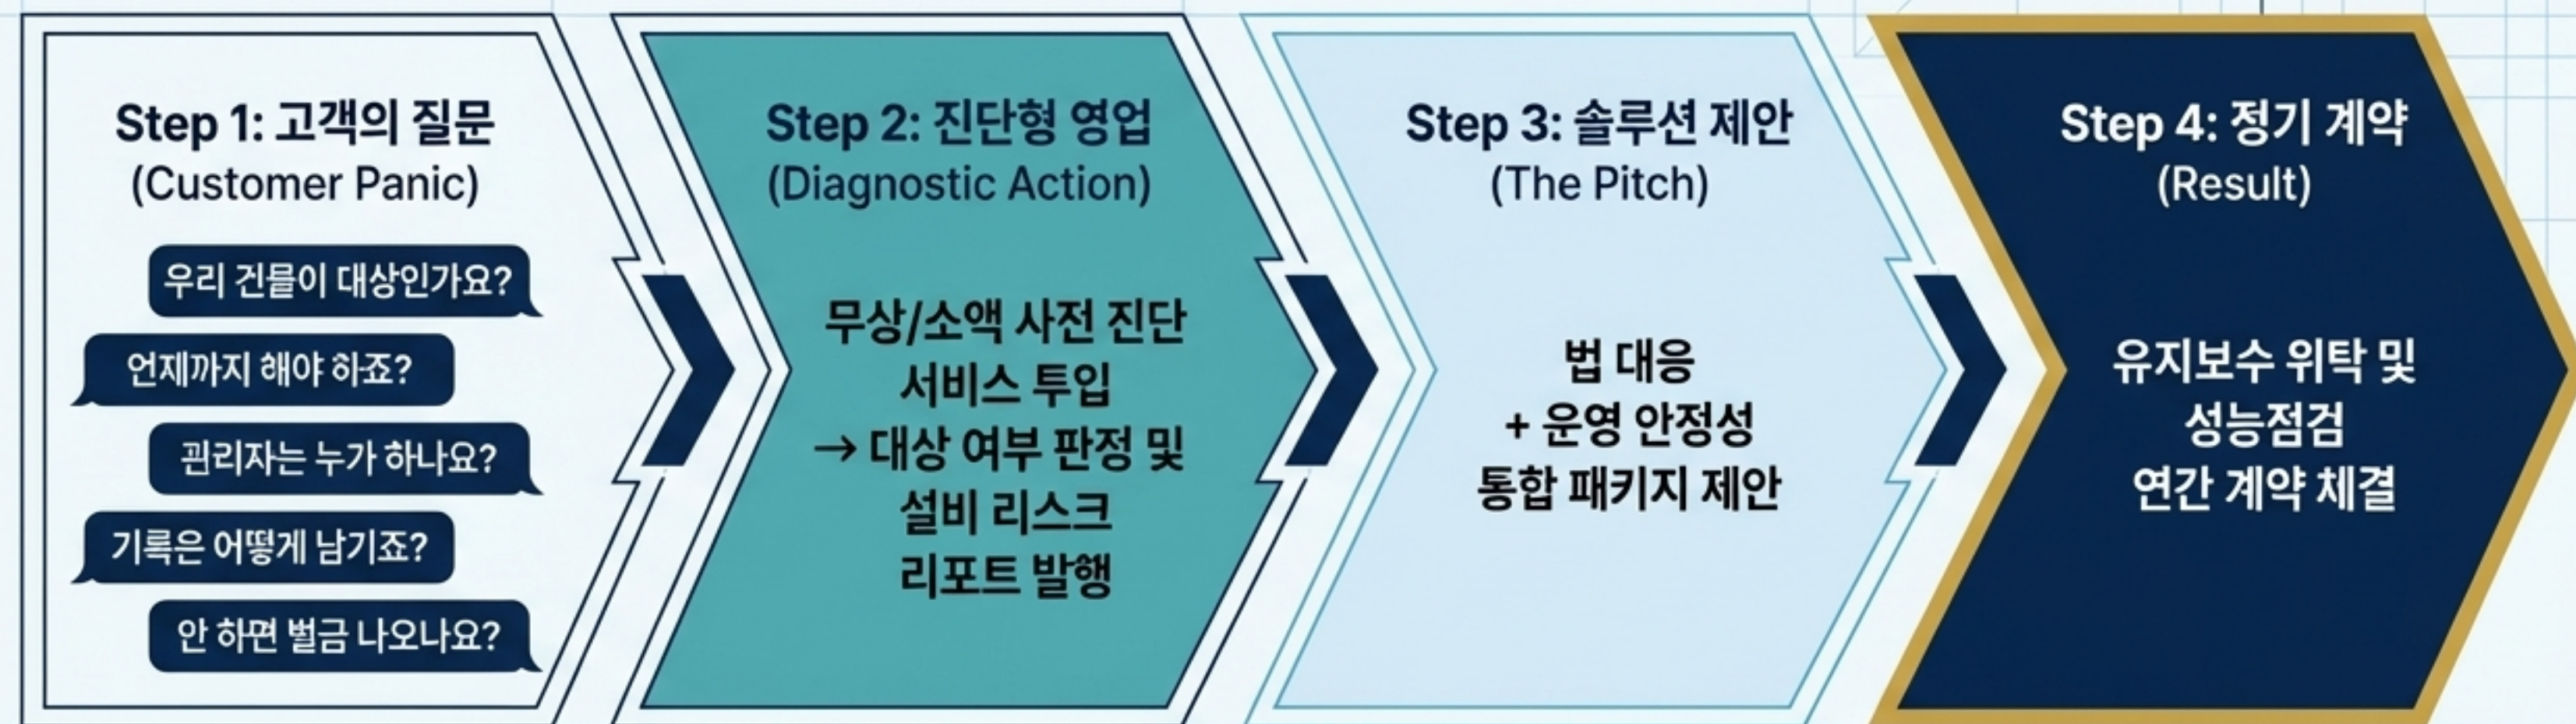 Step 1: 고객의 질문
(Customer Panic)
우리 건물이 대상인가요?
언제까지 해야 하죠?
관리자는 누가 하나요?
기록은 어떻게 남기죠?
안 하면 벌금 나오나요?
Step 2: 진단형 영업
(Diagnostic Action)
무상/소액 사전 진단
서비스 투입
→ 대상 여부 판정 및
설비 리스크
리포트 발행
Step 3: 솔루션 제안
(The Pitch)
법 대응
+ 운영 안정성
통합 패키지 제안
Step 4: 정기 계약
(Result)
유지보수 위탁 및
성능점검
연간 계약 체결